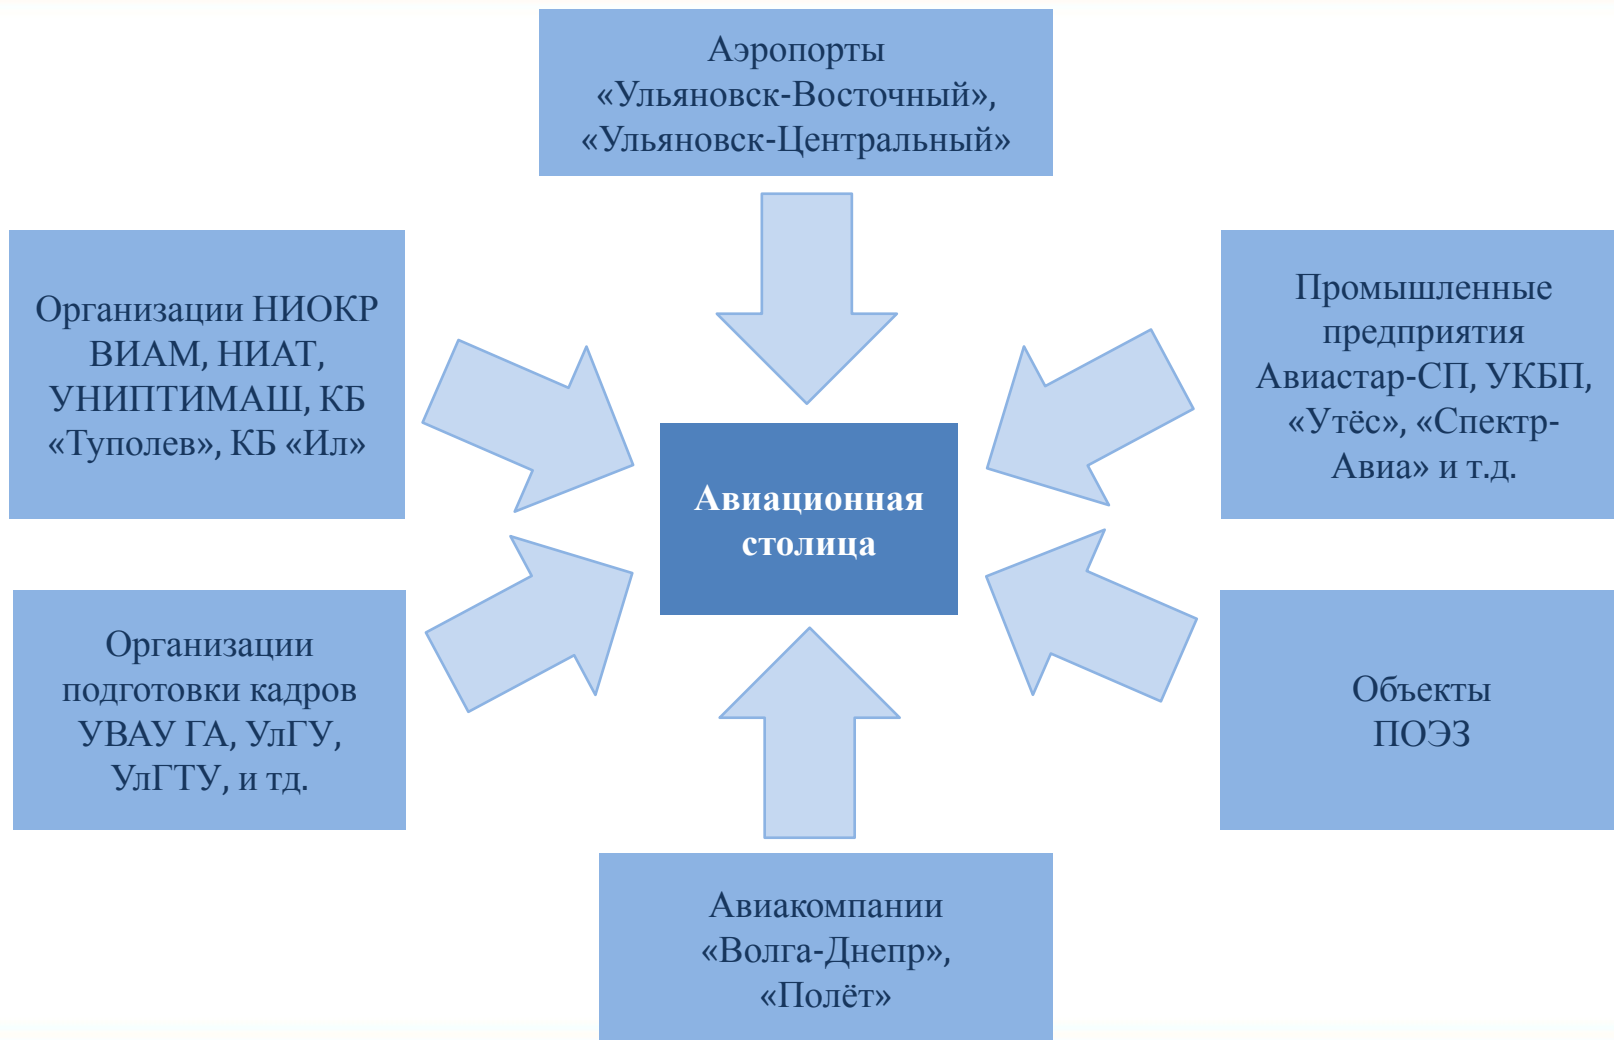 Аэропорты
«Ульяновск-Восточный»,
«Ульяновск-Центральный»
Организации НИОКР
ВИАМ, НИАТ,
УНИПТИМАШ, КБ
«Туполев», КБ «Ил»
Промышленные
предприятия
Авиастар-СП, УКБП,
«Утёс», «Спектр-
Авиа» и т.д.
Авиационная
столица
Организации
подготовки кадров
УВАУ ГА, УлГУ,
УлГТУ, и тд.
Объекты
ПОЭЗ
Авиакомпании
«Волга-Днепр»,
«Полёт»